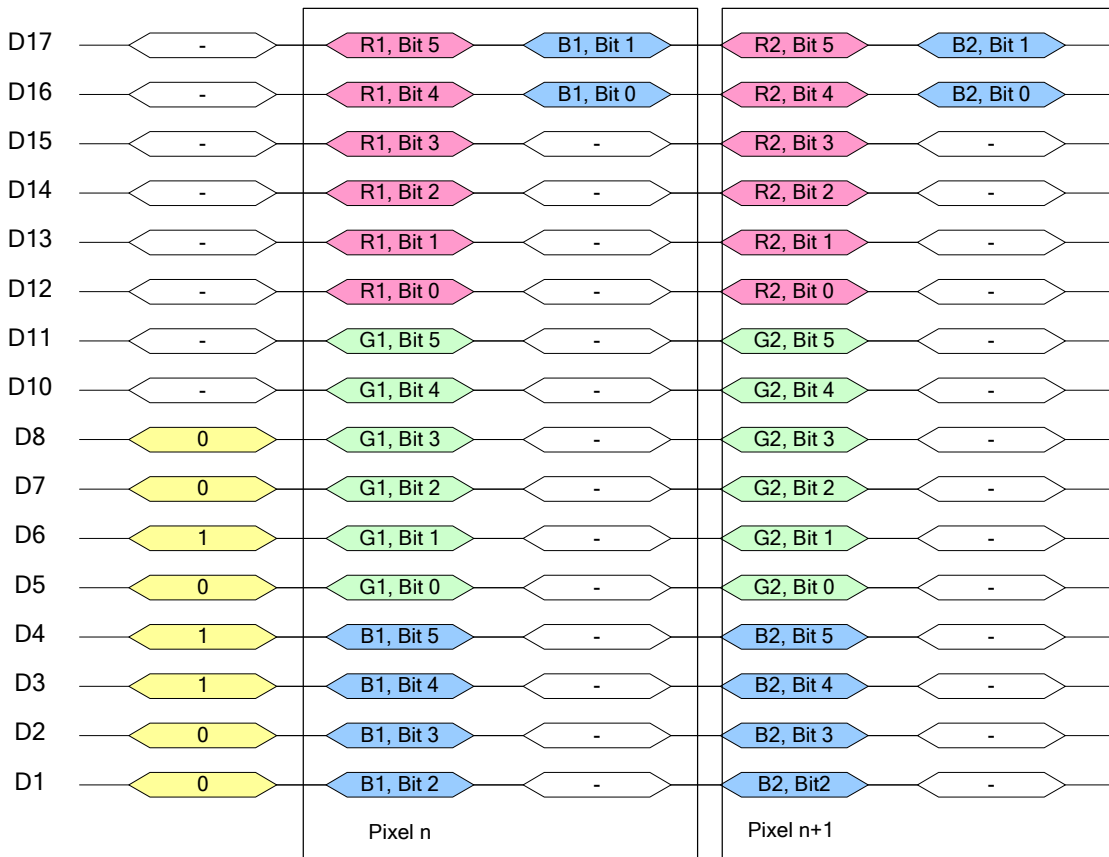 D17 - R1, Bit 5 B1, Bit 1 R2, Bit 5 B2, Bit 1
D16 - R1, Bit 4 B1, Bit 0 R2, Bit 4 B2, Bit 0
D15 - R1, Bit 3 - R2, Bit 3 -
D14 - R1, Bit 2 - R2, Bit 2 -
D13 - R1, Bit 1 - R2, Bit 1 -
D12 - R1, Bit 0 - R2, Bit 0 -
D11 - G1, Bit 5 - G2, Bit 5 -
D10 - G1, Bit 4 - G2, Bit 4 -
D8 0 G1, Bit 3 - G2, Bit 3 -
D7 0 G1, Bit 2 - G2, Bit 2 -
D6 1 G1, Bit 1 - G2, Bit 1 -
D5 0 G1, Bit 0 - G2, Bit 0 -
D4 1 B1, Bit 5 - B2, Bit 5 -
D3 1 B1, Bit 4 - B2, Bit 4 -
D2 0 B1, Bit 3 - B2, Bit 3 -
D1 0 B1, Bit 2 - B2, Bit2 -
Pixel n Pixel n+1